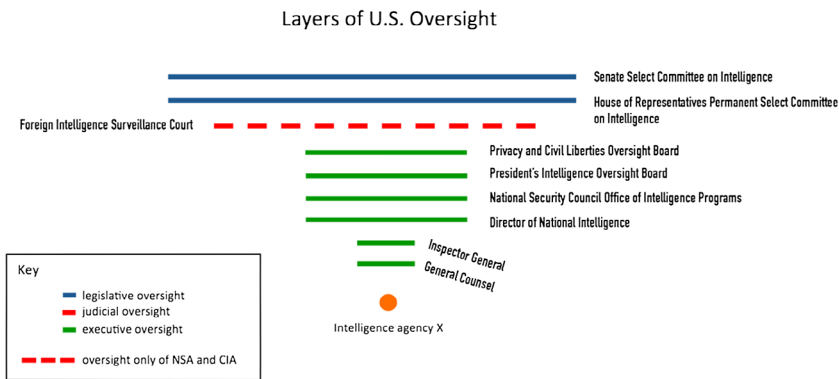 Layers of U.S. Oversight
Senate Select Committee on Intelligence
House of Representatives Permanent Select Committee
on Intelligence
Foreign Intelligence Surveillance Court
Privacy and Civil Liberties Oversight Board
President's Intelligence Oversight Board
National Security Council Office of Intelligence Programs
Director of National Intelligence
Inspector General
General Counsel
Intelligence agency X
Key
legislative oversight
judicial oversight
executive oversight
oversight only of NSA and CIA